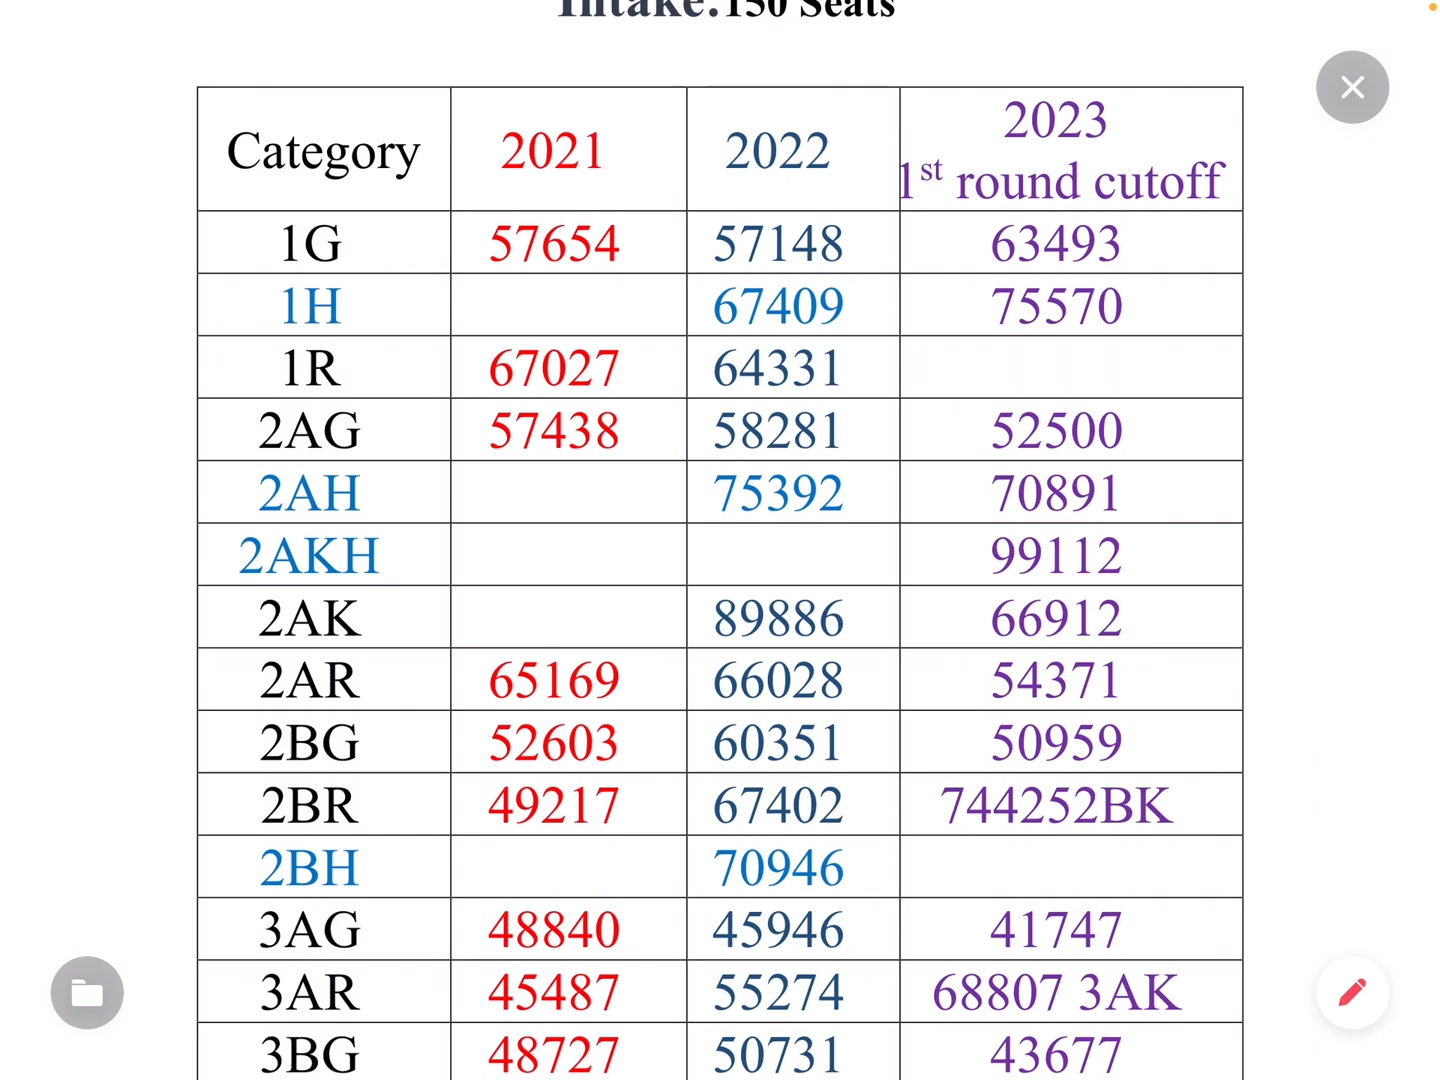 Intake:150 Seats
Category 2021 2022 2023
1st round cutoff
1G 57654 57148 63493
1H 67409 75570
1R 67027 64331
2AG 57438 58281 52500
2AH 75392 70891
2AKH 99112
2AK 89886 66912
2AR 65169 66028 54371
2BG 52603 60351 50959
2BR 49217 67402 744252BK
2BH 70946
3AG 48840 45946 41747
3AR 45487 55274 68807 3AK
3BG 48727 50731 43677